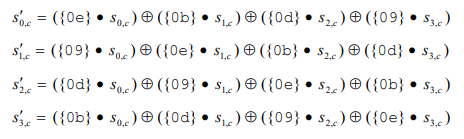 s′0,c = ({0e} • s0,c) ⊕ ({0b} • s1,c) ⊕ ({0d} • s2,c) ⊕ ({09} • s3,c)
s′1,c = ({09} • s0,c) ⊕ ({0e} • s1,c) ⊕ ({0b} • s2,c) ⊕ ({0d} • s3,c)
s′2,c = ({0d} • s0,c) ⊕ ({09} • s1,c) ⊕ ({0e} • s2,c) ⊕ ({0b} • s3,c)
s′3,c = ({0b} • s0,c) ⊕ ({0d} • s1,c) ⊕ ({09} • s2,c) ⊕ ({0e} • s3,c)